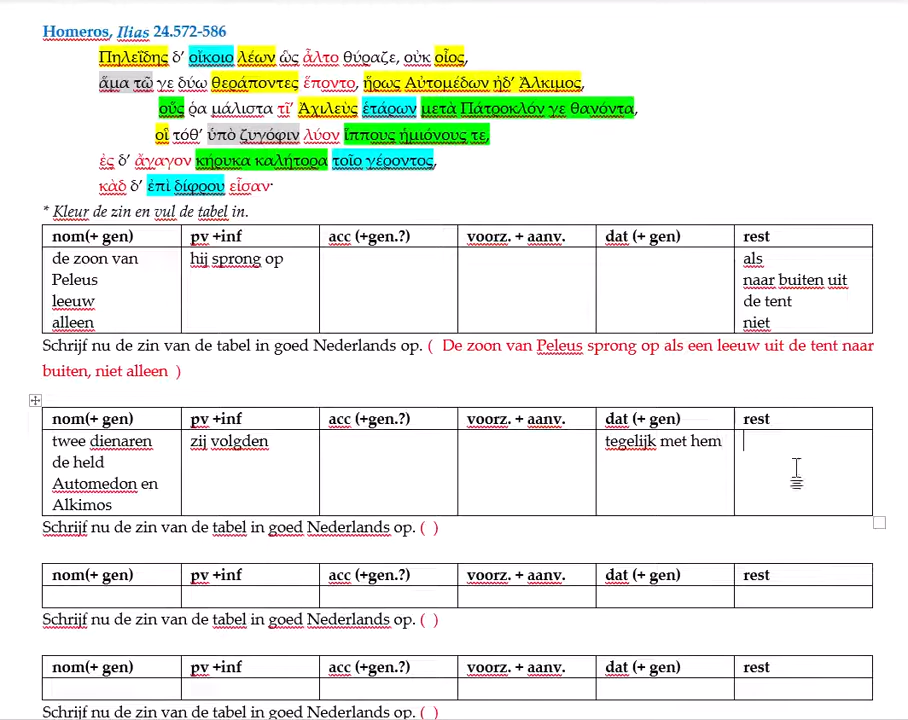 Homeros, Ilias 24.572-586
Πηλεΐδης δ’ οἴκοιο λέων ὣς ἆλτο θύραζε, οὐκ οἶος,
ἅμα τῶ γε δύω θεράποντες ἕποντο, ἥρως Αὐτομέδων ἠδ’ Ἄλκιμος,
οὕς ῥα μάλιστα τῖ’ Ἀχιλεὺς ἑτάρων μετὰ Πάτροκλόν γε θανόντα,
οἳ τόθ’ ὑπὸ ζυγόφιν λύον ἵππους ἡμιόνους τε,
ἐς δ’ ἄγαγον κήρυκα καλήτορα τοῖο γέροντος,
κὰδ δ’ ἐπὶ δίφρου εἷσαν·
* Kleur de zin en vul de tabel in.
nom(+ gen) pv +inf acc (+gen.?) voorz. + aanv. dat (+ gen) rest
de zoon van hij sprong op als
Peleus naar buiten uit
leeuw de tent
alleen niet
Schrijf nu de zin van de tabel in goed Nederlands op. ( De zoon van Peleus sprong op als een leeuw uit de tent naar
buiten, niet alleen )
nom(+ gen) pv +inf acc (+gen.?) voorz. + aanv. dat (+ gen) rest
twee dienaren zij volgden tegelijk met hem
de held
Automedon en
Alkimos
Schrijf nu de zin van de tabel in goed Nederlands op. ( )
nom(+ gen) pv +inf acc (+gen.?) voorz. + aanv. dat (+ gen) rest
Schrijf nu de zin van de tabel in goed Nederlands op. ( )
nom(+ gen) pv +inf acc (+gen.?) voorz. + aanv. dat (+ gen) rest
Schrijf nu de zin van de tabel in goed Nederlands op. ( )